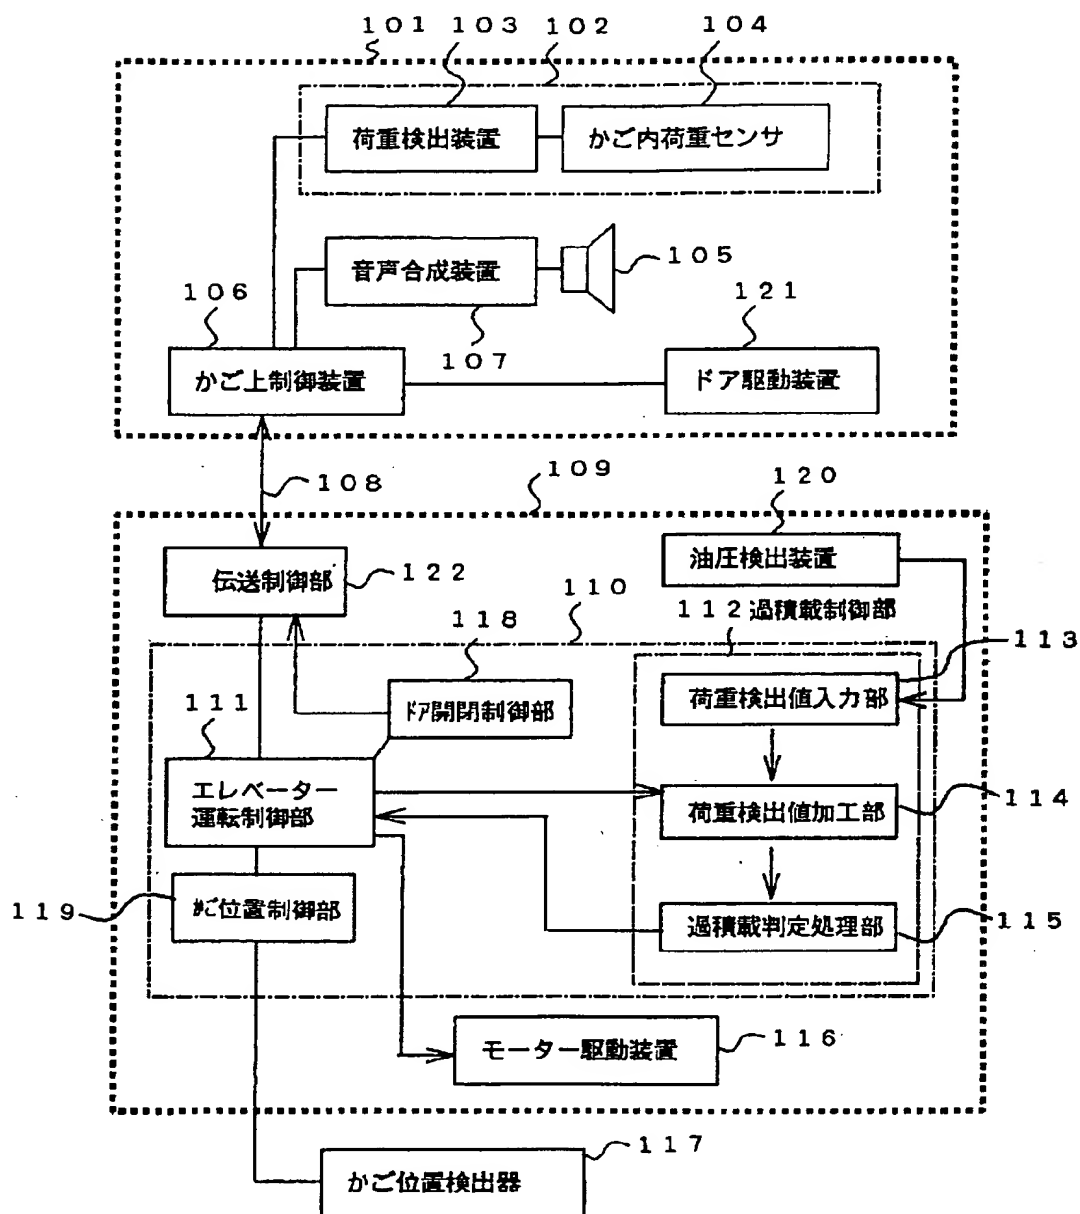 101 103 102 104
荷重検出装置 かご内荷重センサ
音声合成装置 105
106 107 121
かご上制御装置 ドア駆動装置
108 109 120
伝送制御部 122 油圧検出装置
110 112 過積載制御部
118 113
111 ドア開閉制御部 荷重検出値入力部
エレベーター
運転制御部
荷重検出値加工部 114
119 かご位置制御部 過積載判定処理部 115
モーター駆動装置 116
117
かご位置検出器